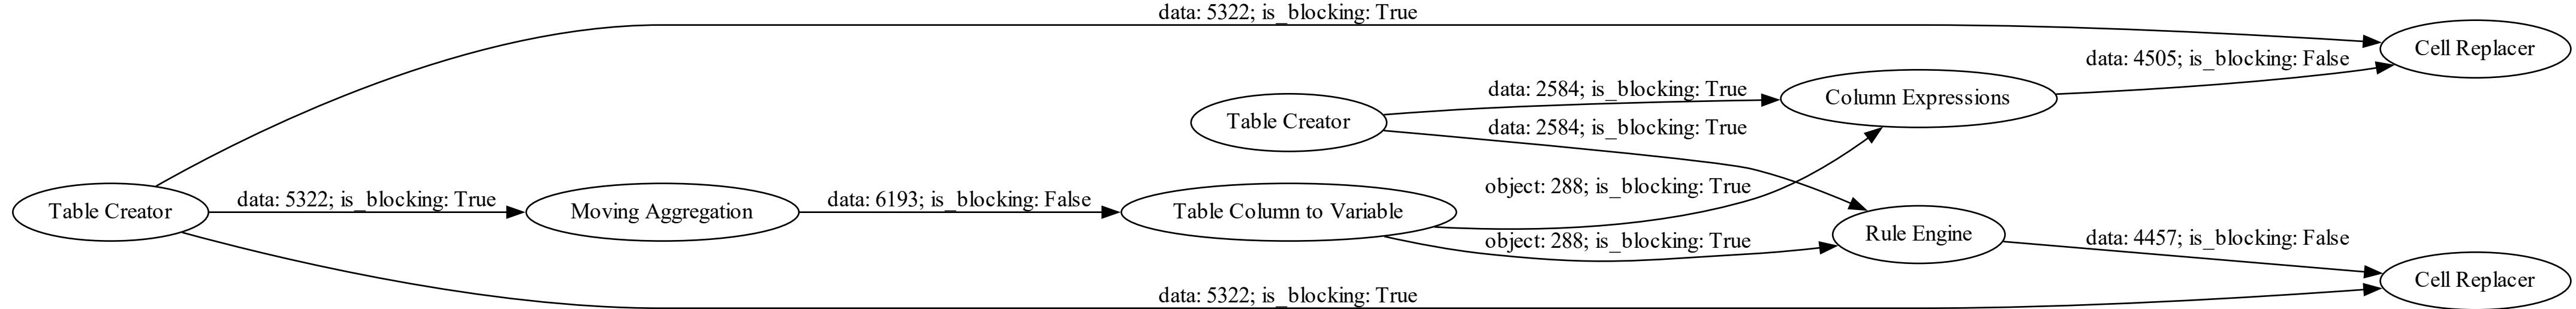 data: 5322; is_blocking: True
Cell Replacer
data: 4505; is_blocking: False
data: 2584; is_blocking: True
Column Expressions
Table Creator
data: 2584; is_blocking: True
object: 288; is_blocking: True
Table Creator
data: 5322; is_blocking: True
Moving Aggregation
data: 6193; is_blocking: False
Table Column to Variable
object: 288; is_blocking: True
Rule Engine
data: 4457; is_blocking: False
Cell Replacer
data: 5322; is_blocking: True